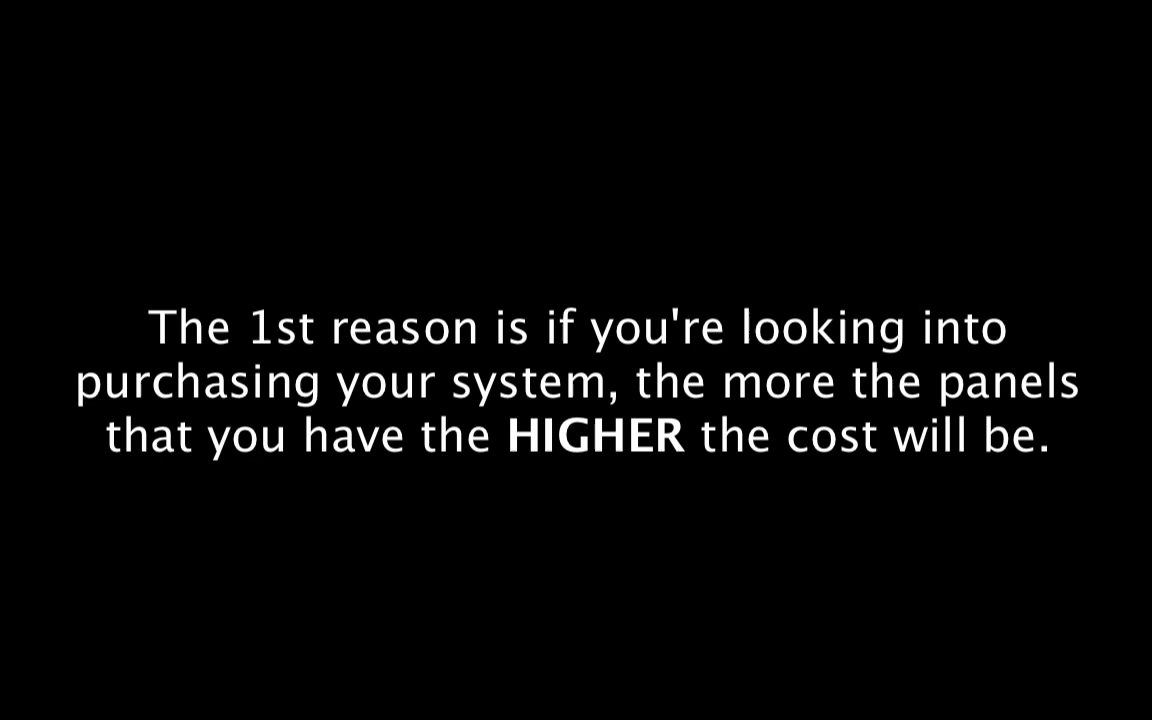 The 1st reason is if you're looking into
purchasing your system, the more the panels
that you have the HIGHER the cost will be.